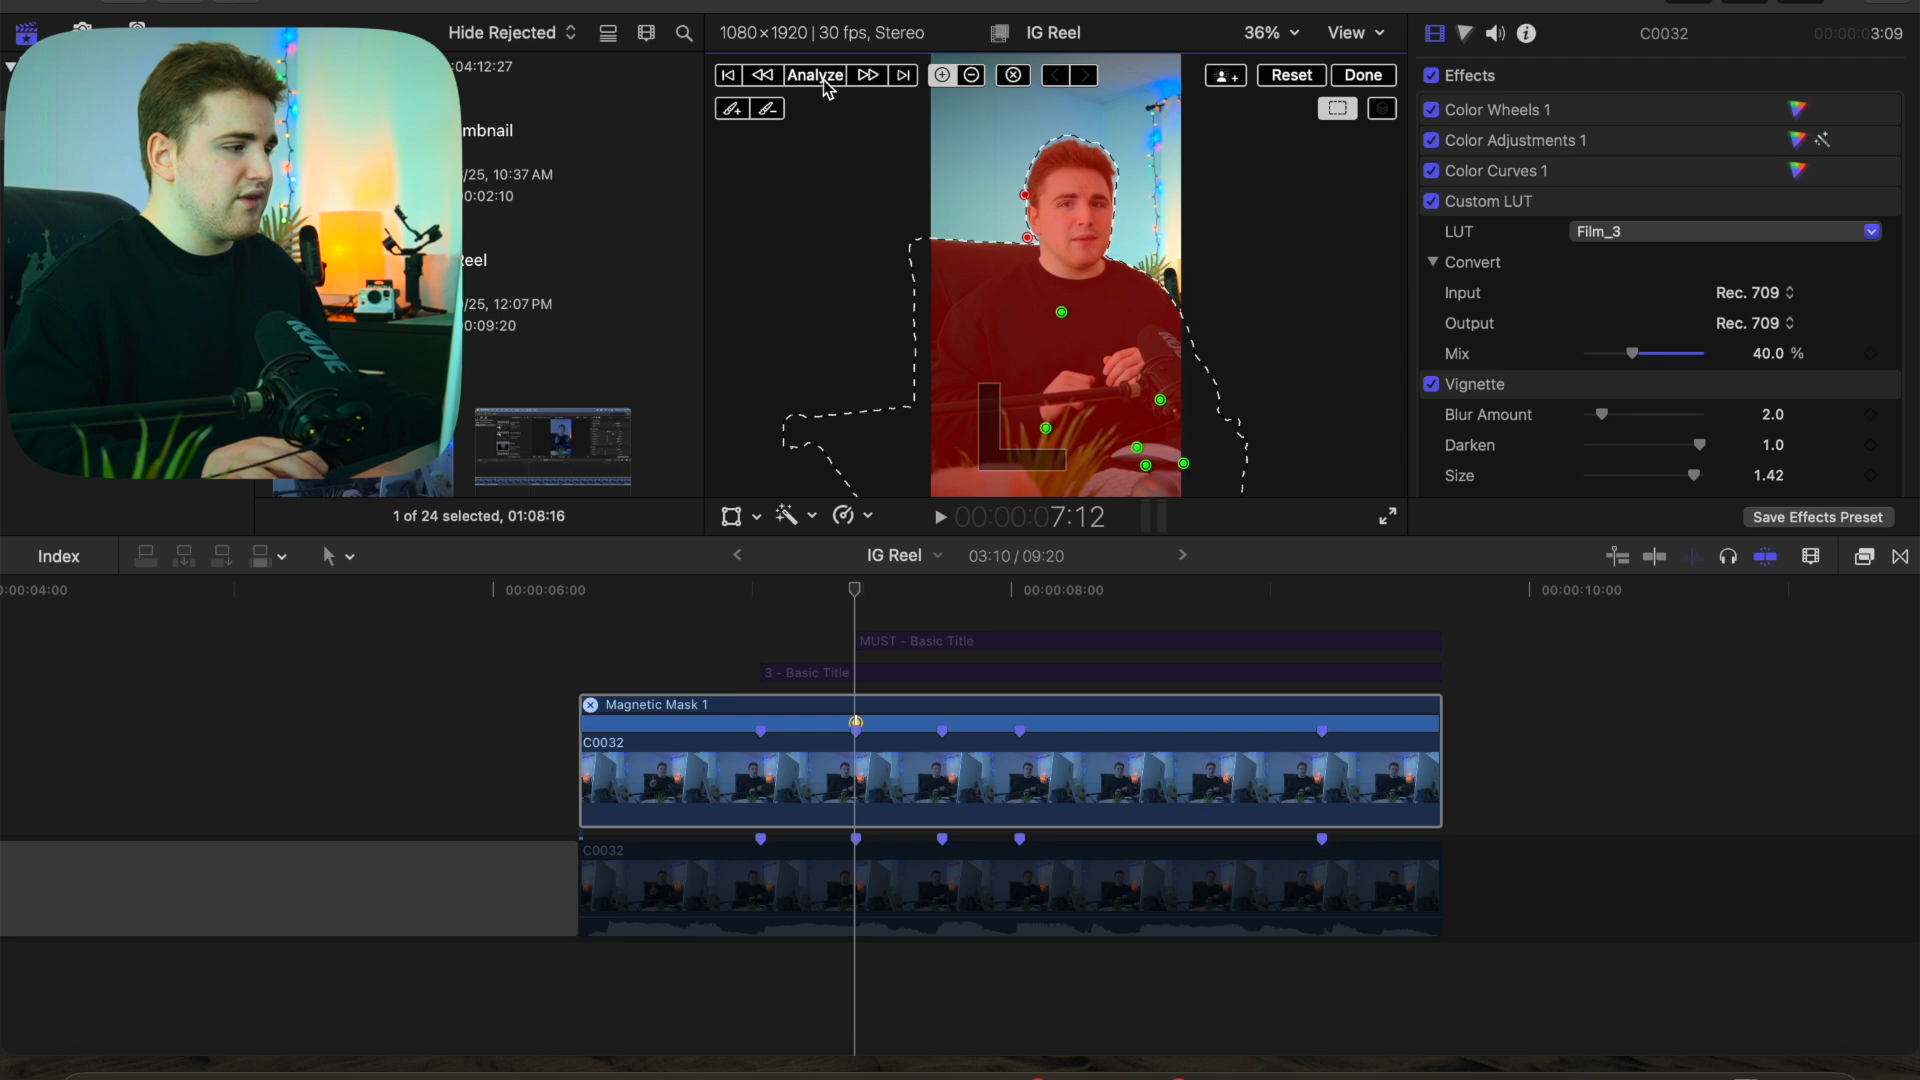 Hide Rejected
04:12:27
mbnail
/25, 10:37 AM
0:02:10
Reel
/25, 12:07 PM
0:09:20
RODE
1 of 24 selected, 01:08:16
1080×1920 | 30 fps, Stereo
IG Reel
36%
View
Analyze
Reset
Done
00:00:07:12
C0032
00:00:03:09
Effects
Color Wheels 1
Color Adjustments 1
Color Curves 1
Custom LUT
LUT
Film_3
Convert
Input
Rec. 709
Output
Rec. 709
Mix
40.0 %
Vignette
Blur Amount
2.0
Darken
1.0
Size
1.42
Save Effects Preset
Index
IG Reel
03:10 / 09:20
0:00:04:00
00:00:06:00
00:00:08:00
00:00:10:00
MUST - Basic Title
3 - Basic Title
Magnetic Mask 1
C0032
C0032